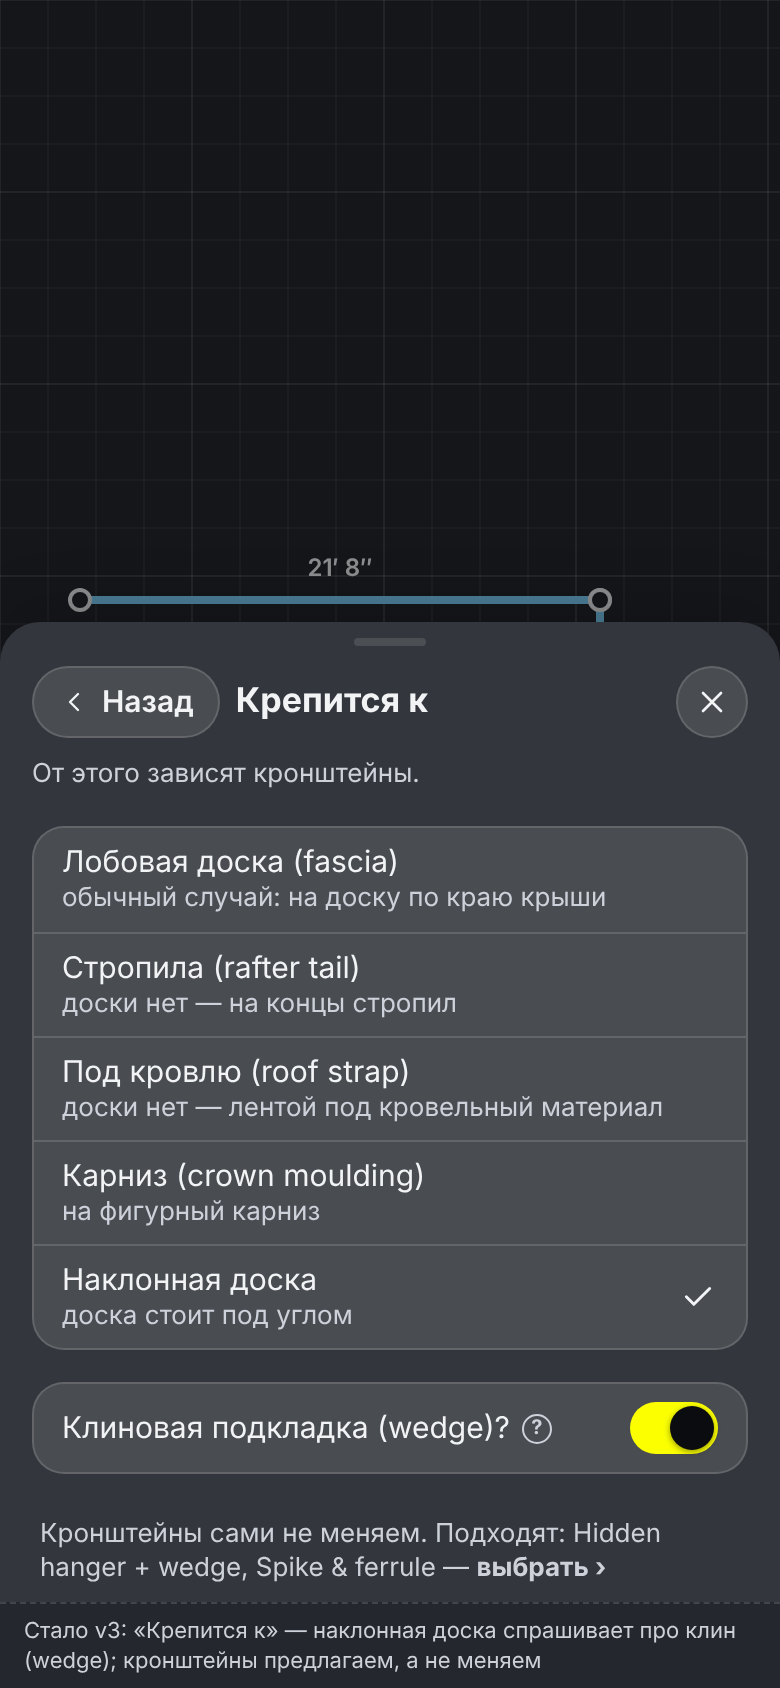 21′ 8″
Назад
Крепится к
От этого зависят кронштейны.
Лобовая доска (fascia)
обычный случай: на доску по краю крыши
Стропила (rafter tail)
доски нет — на концы стропил
Под кровлю (roof strap)
доски нет — лентой под кровельный материал
Карниз (crown moulding)
на фигурный карниз
Наклонная доска
доска стоит под углом
Клиновая подкладка (wedge)? ?
Кронштейны сами не меняем. Подходят: Hidden
hanger + wedge, Spike & ferrule — выбрать ›
Стало v3: «Крепится к» — наклонная доска спрашивает про клин
(wedge); кронштейны предлагаем, а не меняем